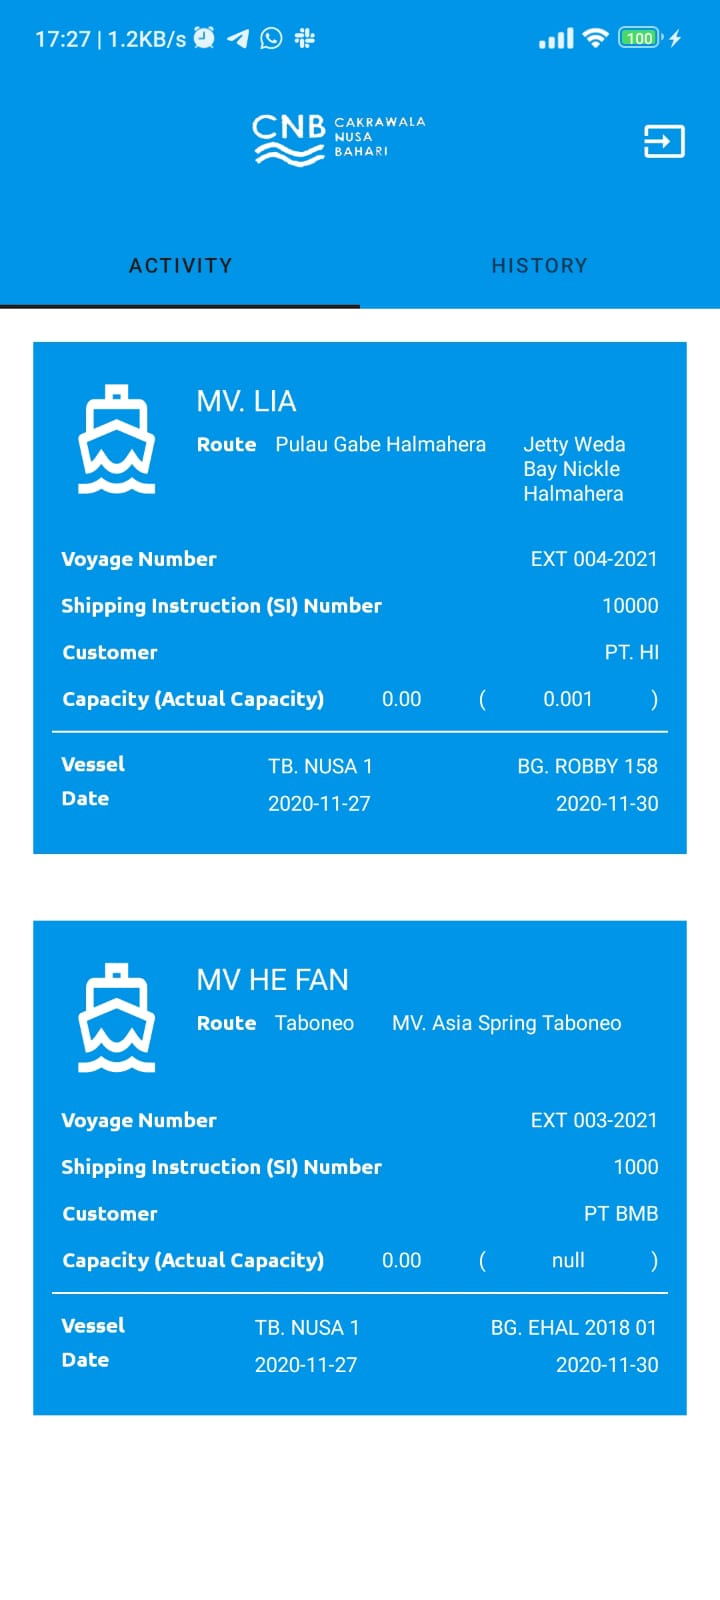 17:27 | 1.2KB/s
100
CNB CAKRAWALA
NUSA
BAHARI
ACTIVITY HISTORY
MV. LIA
Route Pulau Gabe Halmahera Jetty Weda
Bay Nickle
Halmahera
Voyage Number EXT 004-2021
Shipping Instruction (SI) Number 10000
Customer PT. HI
Capacity (Actual Capacity) 0.00 ( 0.001 )
Vessel TB. NUSA 1 BG. ROBBY 158
Date 2020-11-27 2020-11-30
MV HE FAN
Route Taboneo MV. Asia Spring Taboneo
Voyage Number EXT 003-2021
Shipping Instruction (SI) Number 1000
Customer PT BMB
Capacity (Actual Capacity) 0.00 ( null )
Vessel TB. NUSA 1 BG. EHAL 2018 01
Date 2020-11-27 2020-11-30